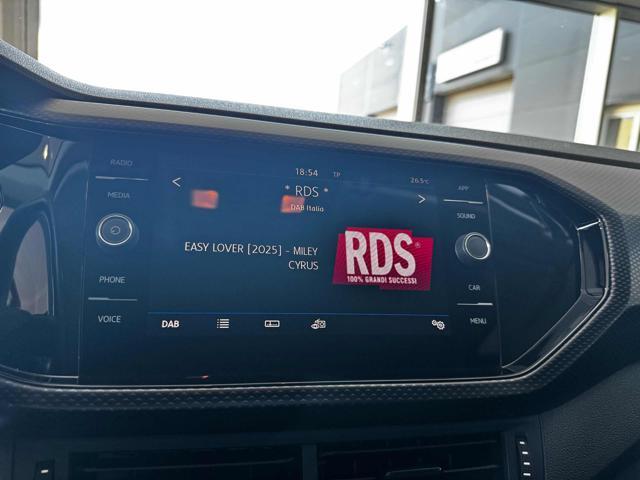 RADIO
MEDIA
PHONE
VOICE
18:54 TP 26.5°C
< * RDS * >
DAB Italia
EASY LOVER [2025] - MILEY
CYRUS
RDS®
100% GRANDI SUCCESSI
DAB
APP
SOUND
CAR
MENU